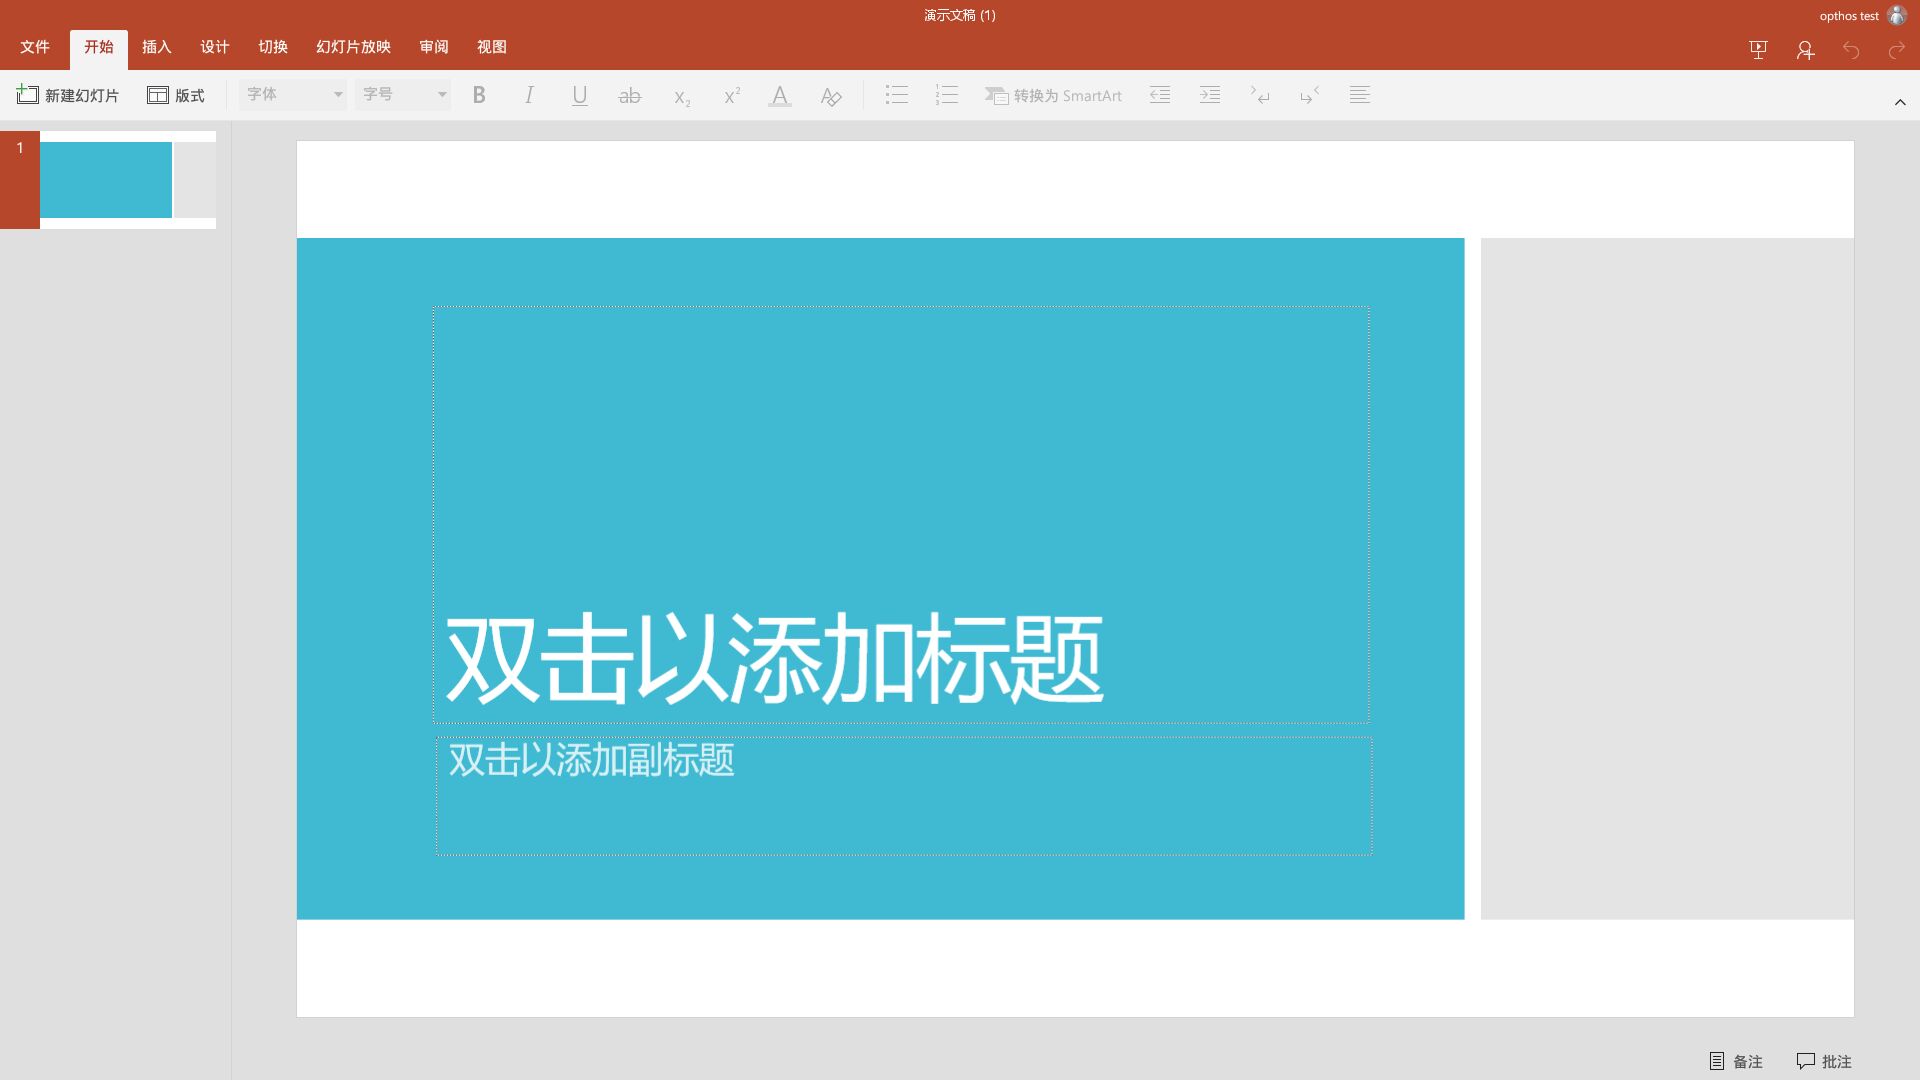 演示文稿 (1)
opthos test
文件 开始 插入 设计 切换 幻灯片放映 审阅 视图
新建幻灯片 版式 字体 字号 B I U ab x₂ x² A 转换为 SmartArt
1
双击以添加标题
双击以添加副标题
备注 批注